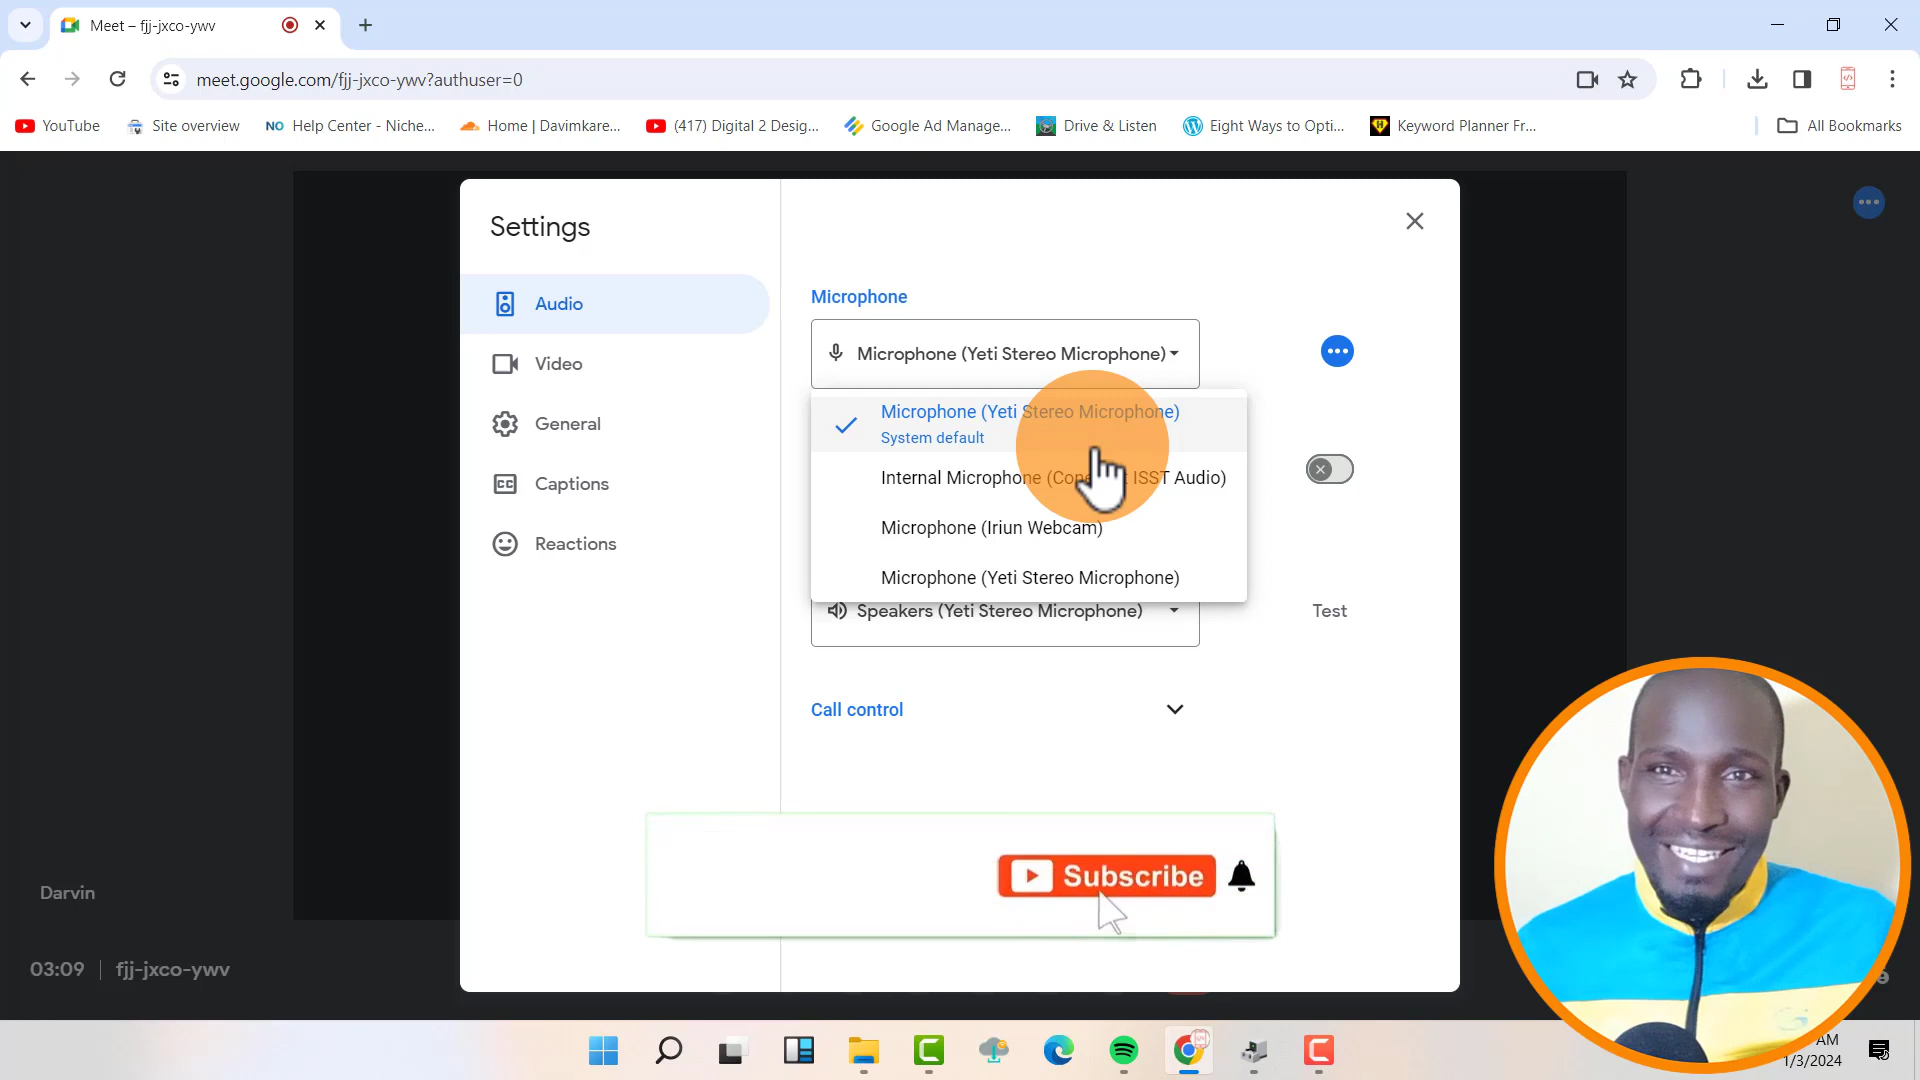 Meet – fjj-jxco-ywv
meet.google.com/fjj-jxco-ywv?authuser=0
YouTube
Site overview
NO Help Center - Niche...
Home | Davimkare...
(417) Digital 2 Desig...
Google Ad Manage...
Drive & Listen
Eight Ways to Opti...
Keyword Planner Fr...
All Bookmarks
Settings
Audio
Video
General
CC Captions
Reactions
Microphone
Microphone (Yeti Stereo Microphone)
Microphone (Yeti Stereo Microphone)
System default
Internal Microphone ISST Audio)
Microphone (Iriun Webcam)
Microphone (Yeti Stereo Microphone)
Speakers (Yeti Stereo Microphone)
Test
Call control
Subscribe
Darvin
03:09 | fjj-jxco-ywv
AM
1/3/2024